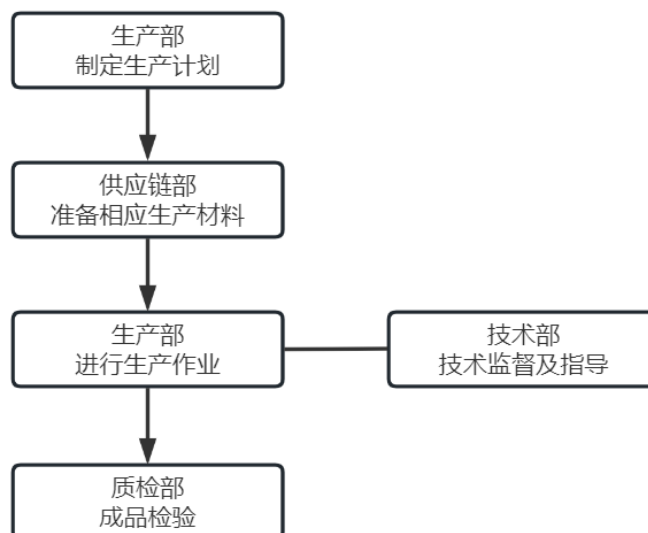 生产部
制定生产计划
供应链部
准备相应生产材料
生产部
进行生产作业
技术部
技术监督及指导
质检部
成品检验